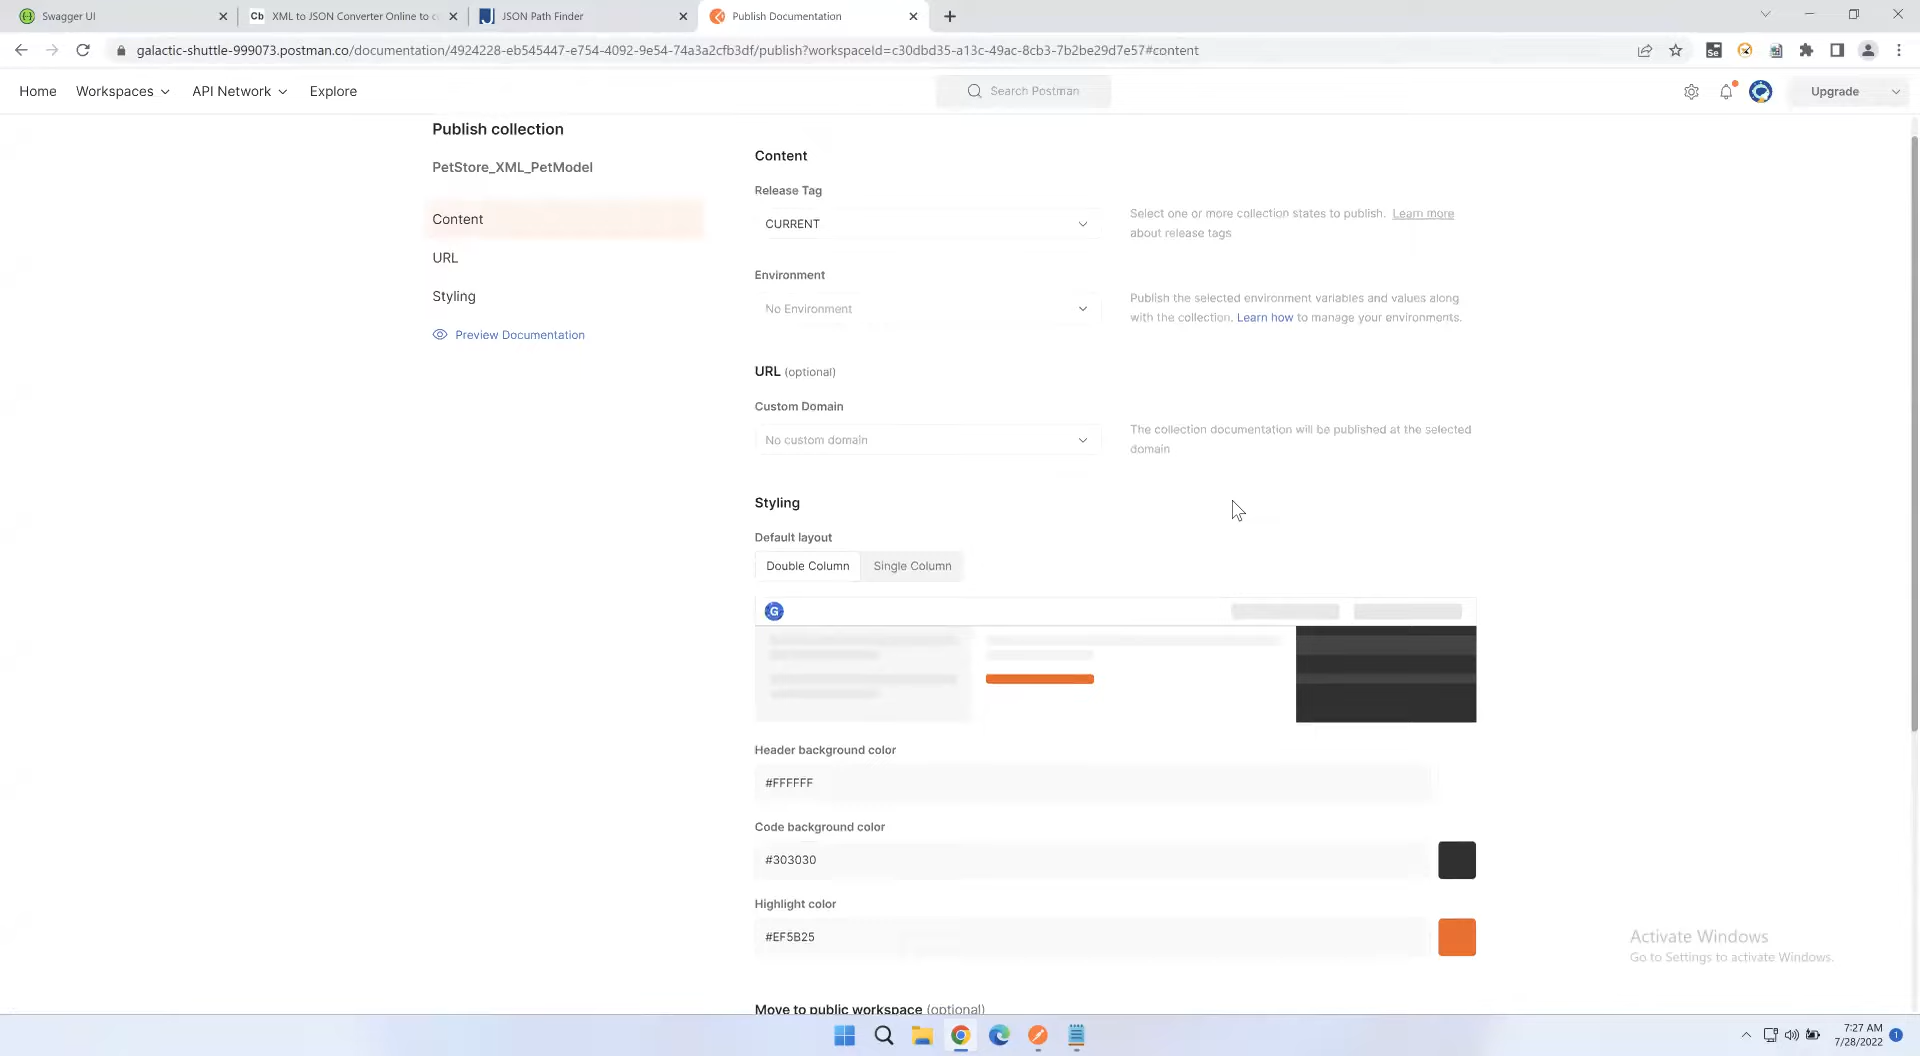 Swagger UI
Cb XML to JSON Converter Online to c
JSON Path Finder
Publish Documentation
galactic-shuttle-999073.postman.co/documentation/4924228-eb545447-e754-4092-9e54-74a3a2cfb3df/publish?workspaceId=c30dbd35-a13c-49ac-8cb3-7b2be29d7e57#content
Se
Home Workspaces API Network Explore
Search Postman
Upgrade
Publish collection
PetStore_XML_PetModel
Content
URL
Styling
Preview Documentation
Content
Release Tag
CURRENT
Select one or more collection states to publish. Learn more
about release tags
Environment
No Environment
Publish the selected environment variables and values along
with the collection. Learn how to manage your environments.
URL (optional)
Custom Domain
No custom domain
The collection documentation will be published at the selected
domain
Styling
Default layout
Double Column Single Column
G
Header background color
#FFFFFF
Code background color
#303030
Highlight color
#EF5B25
Move to public workspace (optional)
Activate Windows
Go to Settings to activate Windows.
7:27 AM
7/28/2022
1